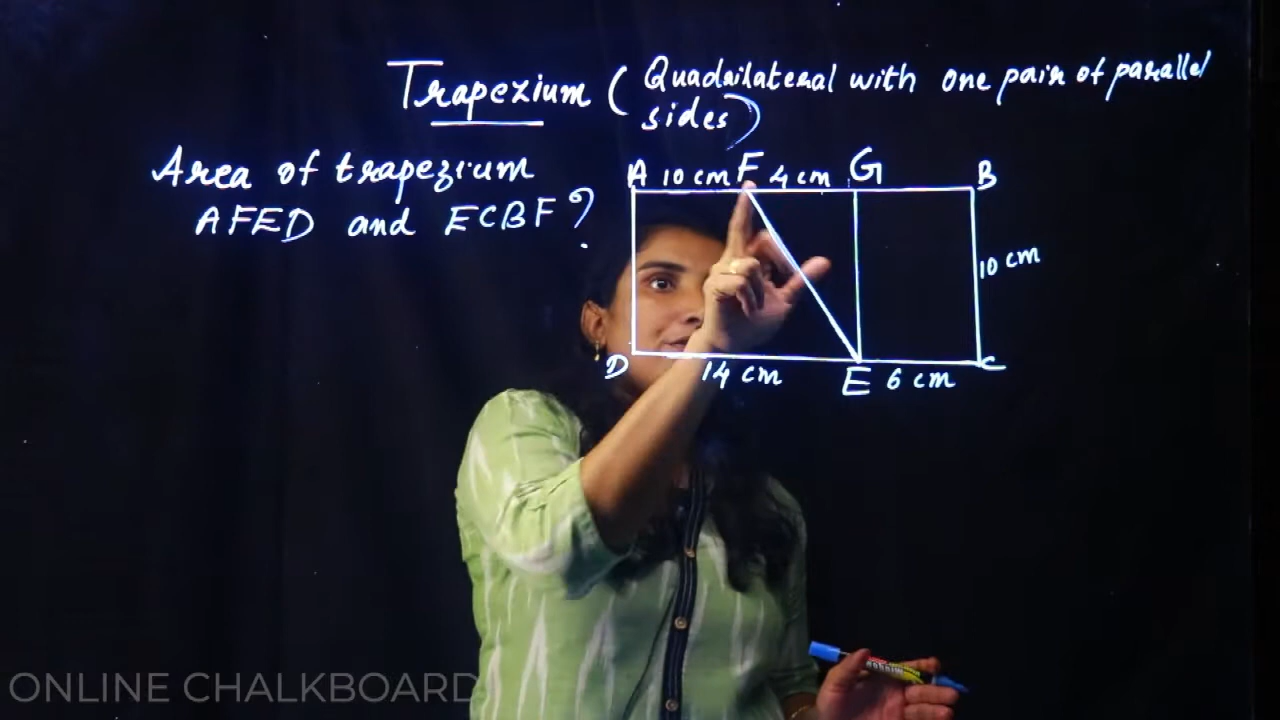 Trapezium (Quadrilateral with one pair of parallel
sides)
Area of trapezium
AFED and ECBF?
A 10 cm F 4 cm G B
10 cm
D 14 cm E 6 cm C
ONLINE CHALKBOARD